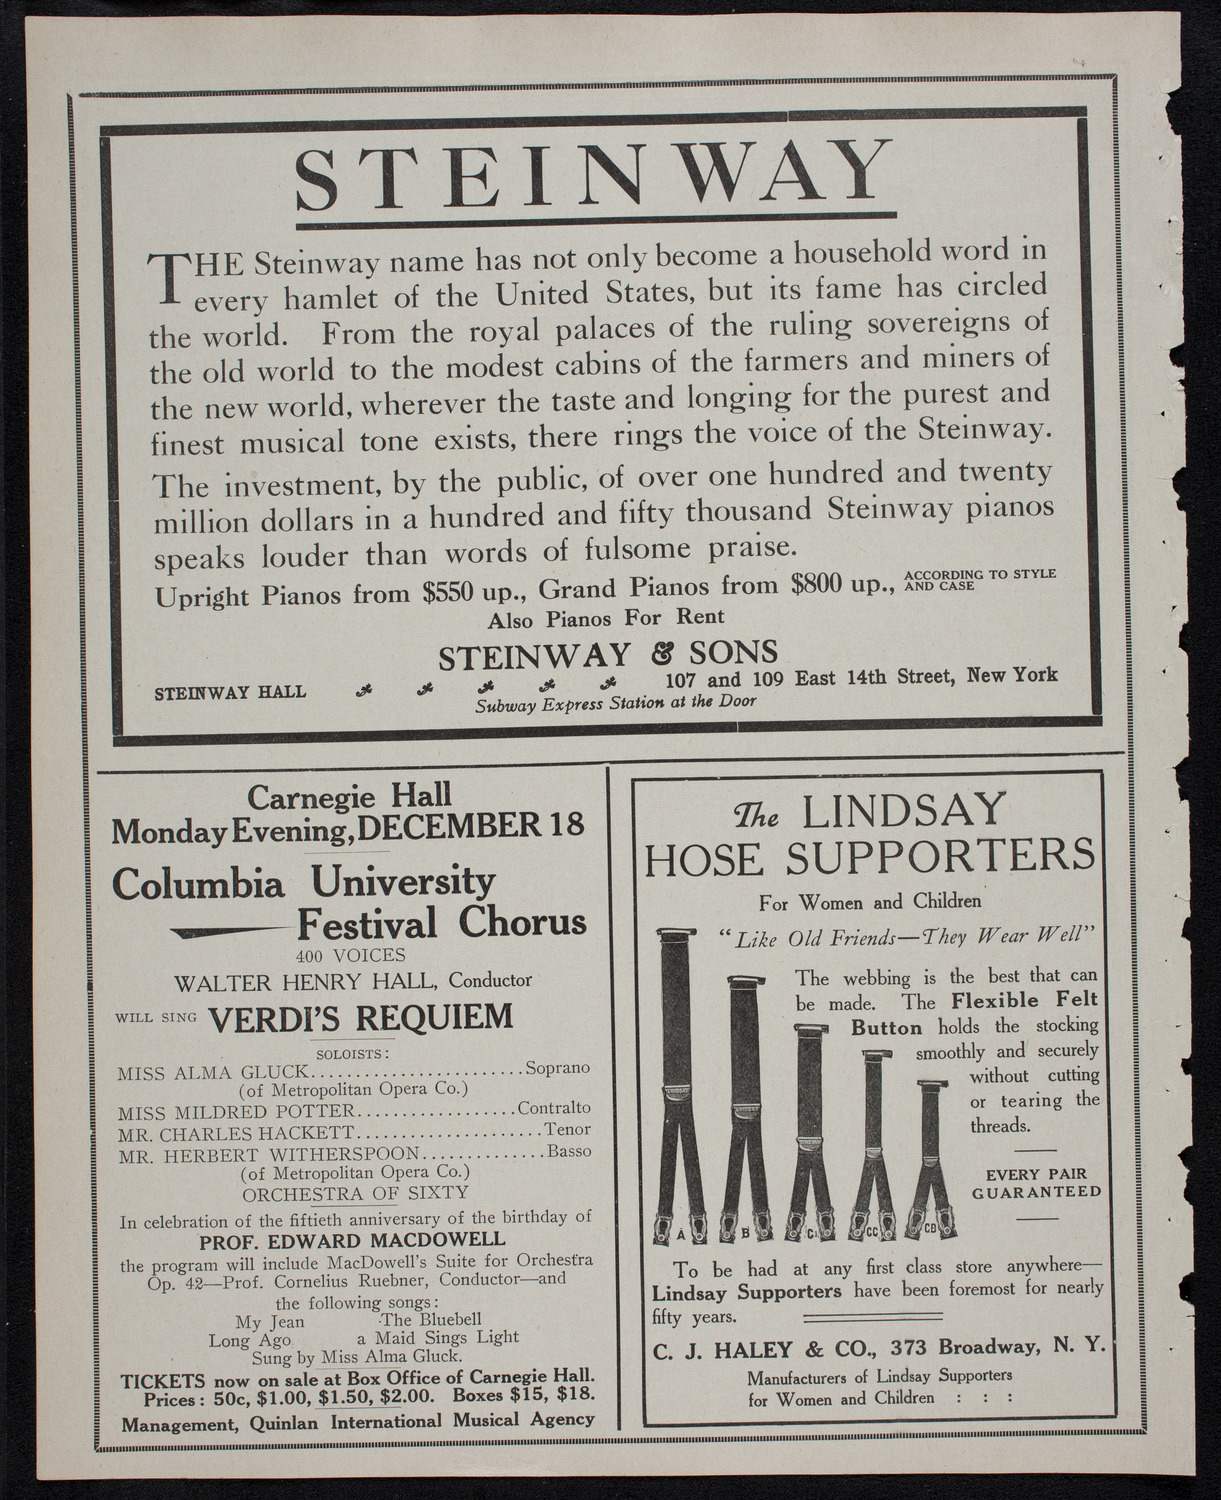 STEINWAY
THE Steinway name has not only become a household word in
every hamlet of the United States, but its fame has circled
the world. From the royal palaces of the ruling sovereigns of
the old world to the modest cabins of the farmers and miners of
the new world, wherever the taste and longing for the purest and
finest musical tone exists, there rings the voice of the Steinway.
The investment, by the public, of over one hundred and twenty
million dollars in a hundred and fifty thousand Steinway pianos
speaks louder than words of fulsome praise.
Upright Pianos from $550 up., Grand Pianos from $800 up., ACCORDING TO STYLE
AND CASE
Also Pianos For Rent
STEINWAY & SONS
STEINWAY HALL 107 and 109 East 14th Street, New York
Subway Express Station at the Door
Carnegie Hall
Monday Evening, DECEMBER 18
Columbia University
Festival Chorus
400 VOICES
WALTER HENRY HALL, Conductor
WILL SING VERDI'S REQUIEM
SOLOISTS:
MISS ALMA GLUCK........................Soprano
(of Metropolitan Opera Co.)
MISS MILDRED POTTER..................Contralto
MR. CHARLES HACKETT.....................Tenor
MR. HERBERT WITHERSPOON..............Basso
(of Metropolitan Opera Co.)
ORCHESTRA OF SIXTY
In celebration of the fiftieth anniversary of the birthday of
PROF. EDWARD MACDOWELL
the program will include MacDowell's Suite for Orchestra
Op. 42—Prof. Cornelius Ruebner, Conductor—and
the following songs:
My Jean The Bluebell
Long Ago a Maid Sings Light
Sung by Miss Alma Gluck.
TICKETS now on sale at Box Office of Carnegie Hall.
Prices: 50c, $1.00, $1.50, $2.00. Boxes $15, $18.
Management, Quinlan International Musical Agency
The LINDSAY
HOSE SUPPORTERS
For Women and Children
"Like Old Friends—They Wear Well"
The webbing is the best that can
be made. The Flexible Felt
Button holds the stocking
smoothly and securely
without cutting
or tearing the
threads.
EVERY PAIR
GUARANTEED
LINDSAY
LINDSAY
LINDSAY
A B C CC CB
To be had at any first class store anywhere—
Lindsay Supporters have been foremost for nearly
fifty years.
C. J. HALEY & CO., 373 Broadway, N. Y.
Manufacturers of Lindsay Supporters
for Women and Children : : :